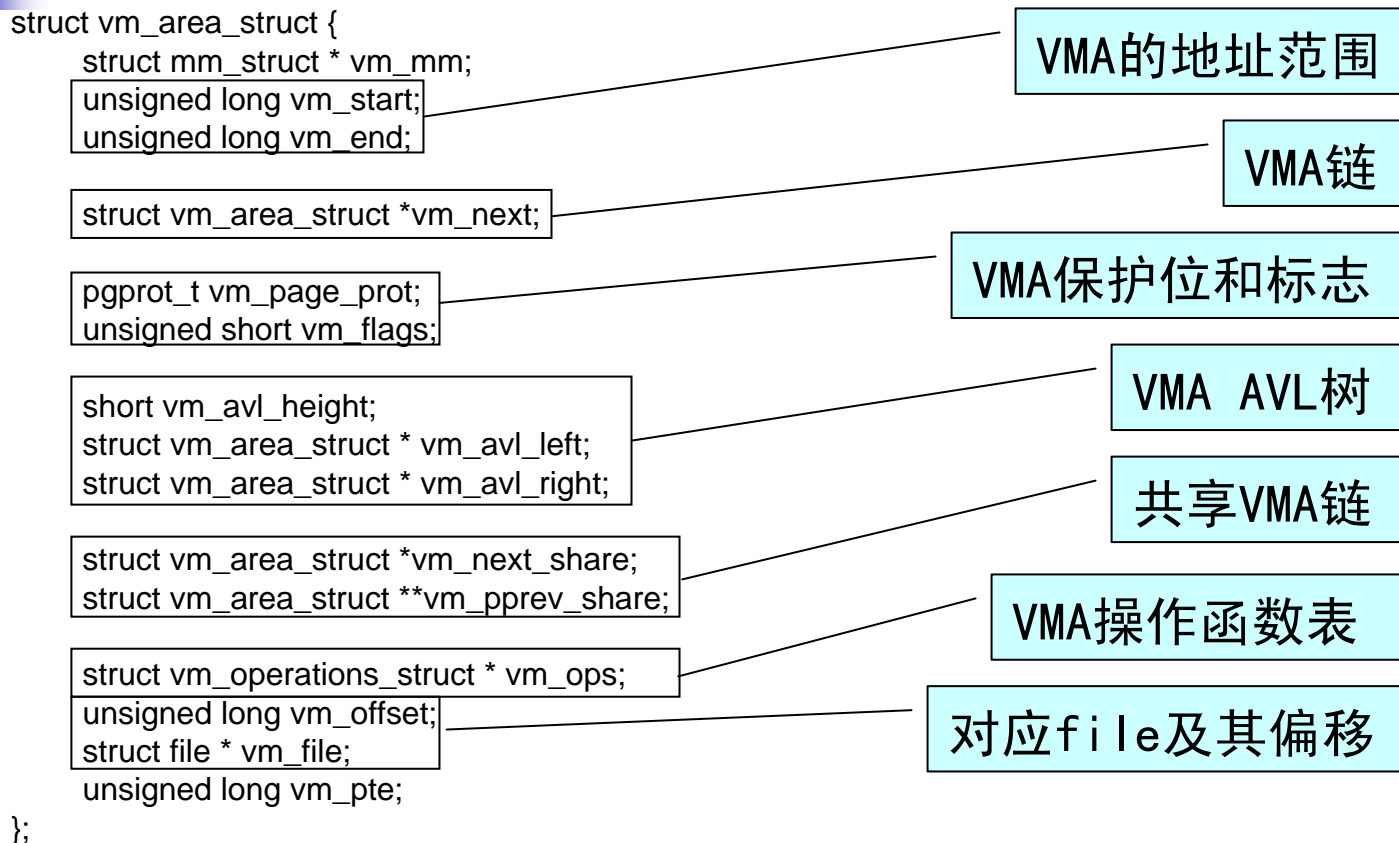 struct vm_area_struct {
struct mm_struct * vm_mm;
unsigned long vm_start;
unsigned long vm_end;
struct vm_area_struct *vm_next;
pgprot_t vm_page_prot;
unsigned short vm_flags;
short vm_avl_height;
struct vm_area_struct * vm_avl_left;
struct vm_area_struct * vm_avl_right;
struct vm_area_struct *vm_next_share;
struct vm_area_struct **vm_pprev_share;
struct vm_operations_struct * vm_ops;
unsigned long vm_offset;
struct file * vm_file;
unsigned long vm_pte;
};
VMA的地址范围
VMA链
VMA保护位和标志
VMA AVL树
共享VMA链
VMA操作函数表
对应file及其偏移